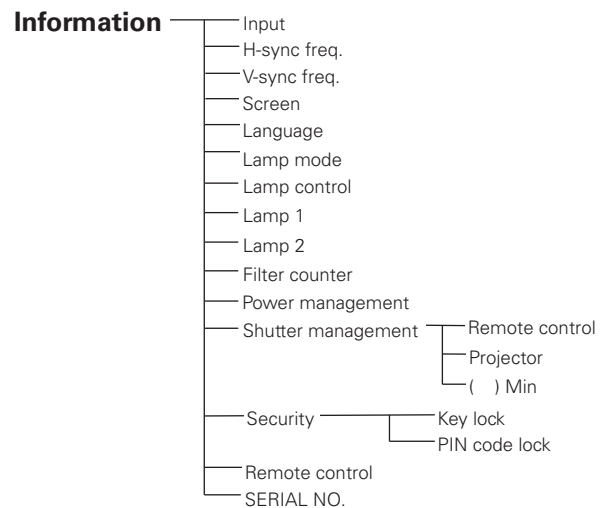 Information
Input
H-sync freq.
V-sync freq.
Screen
Language
Lamp mode
Lamp control
Lamp 1
Lamp 2
Filter counter
Power management
Shutter management
Remote control
Projector
( ) Min
Security
Key lock
PIN code lock
Remote control
SERIAL NO.